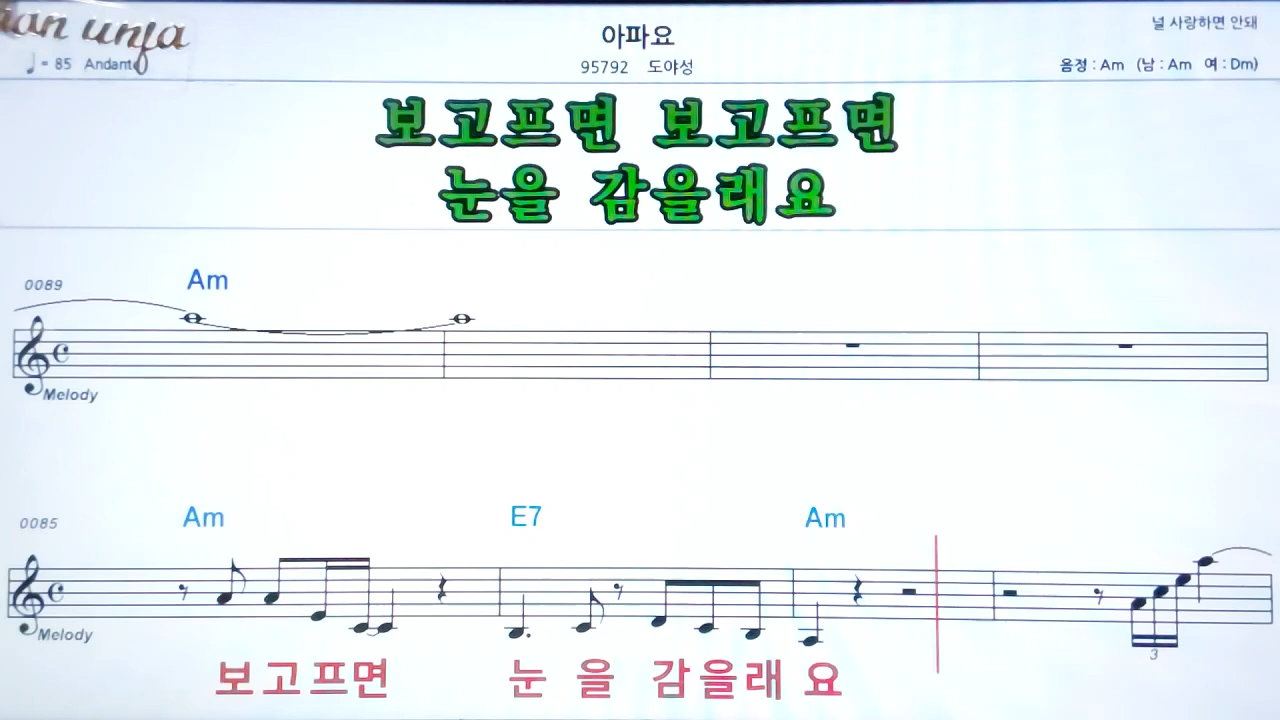 아파요
널 사랑하면 안돼
♩= 85 Andante
95792 도야성
음정 : Am (남 : Am 여 : Dm)
보고프면 보고프면
눈을 감을래요
0089 Am
Melody
0085 Am E7 Am
Melody
3
보고프면 눈 을 감을래 요